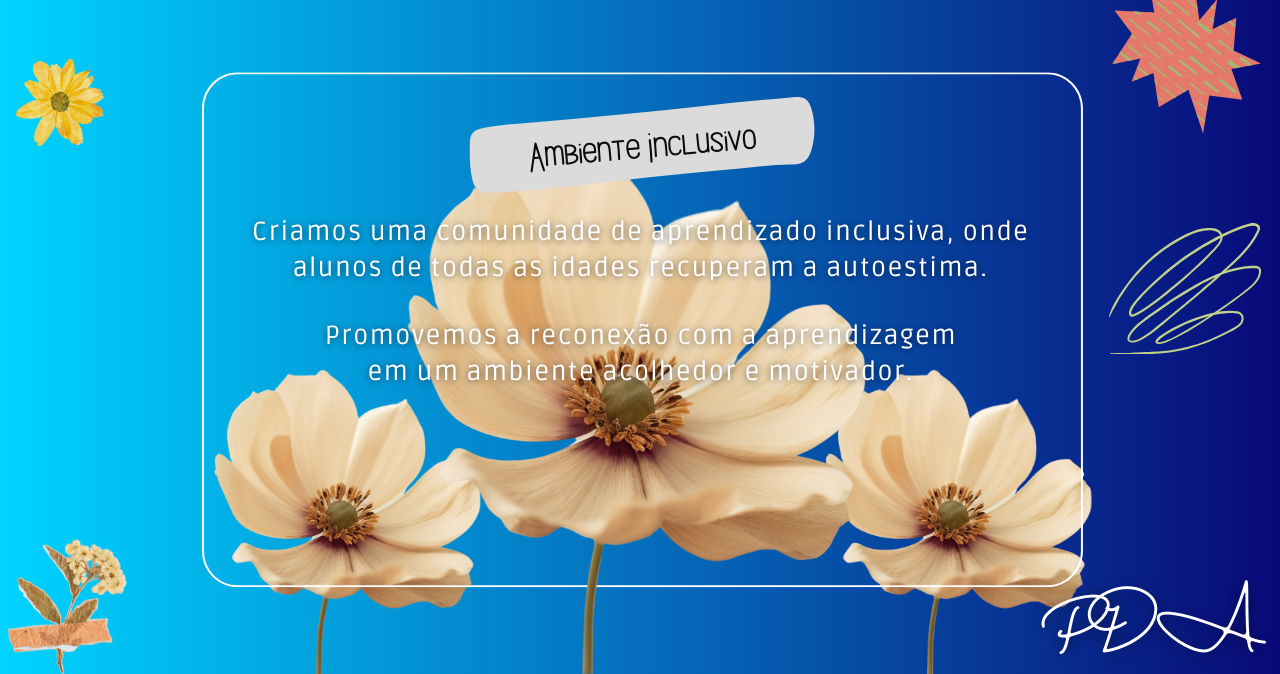 Ambiente inclusivo
Criamos uma comunidade de aprendizado inclusiva, onde
alunos de todas as idades recuperam a autoestima.
Promovemos a reconexão com a aprendizagem
em um ambiente acolhedor e motivador.
PDA